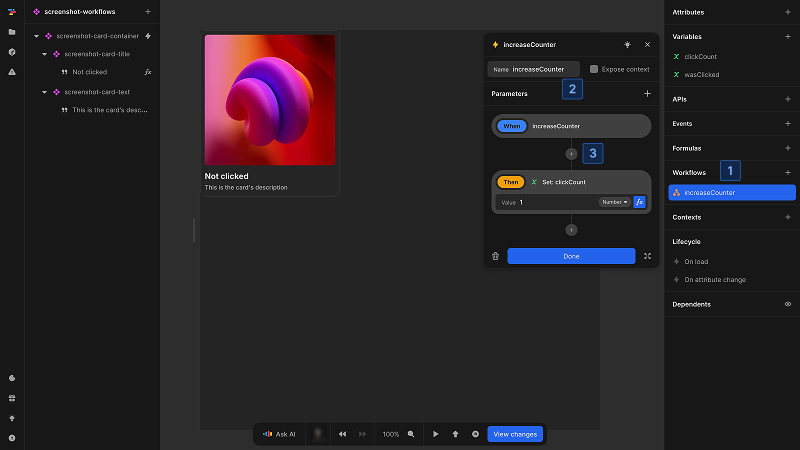 screenshot-workflows
screenshot-card-container
screenshot-card-title
Not clicked
fx
screenshot-card-text
This is the card's desc...
Not clicked
This is the card's description
increaseCounter
Name increaseCounter
Expose context
2
Parameters
When increaseCounter
3
Then Set: clickCount
Value 1 Number fx
Done
Attributes
Variables
clickCount
wasClicked
APIs
Events
Formulas
Workflows
1
increaseCounter
Contexts
Lifecycle
On load
On attribute change
Dependents
Ask AI
100%
View changes